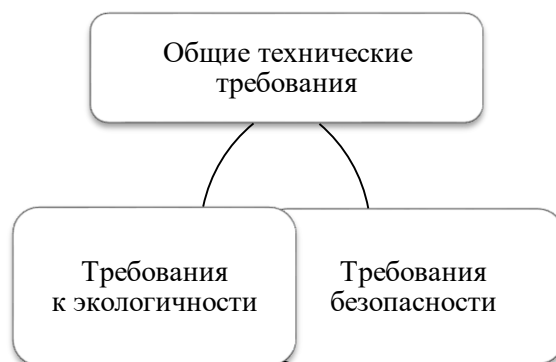 Общие технические
требования
Требования
к экологичности
Требования
безопасности